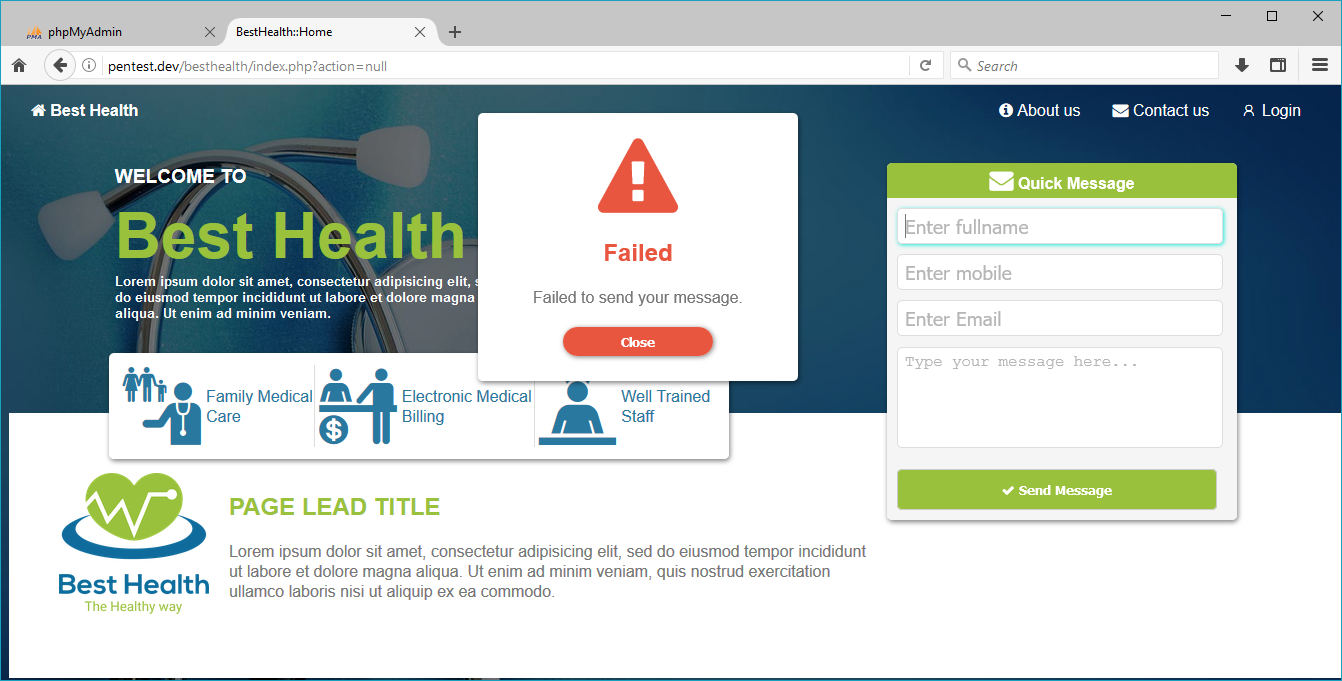 PMA
phpMyAdmin
BestHealth::Home
pentest.dev/besthealth/index.php?action=null
Search
Best Health
About us
Contact us
Login
WELCOME TO
Best Health
Lorem ipsum dolor sit amet, consectetur adipisicing elit, s
do eiusmod tempor incididunt ut labore et dolore magna
aliqua. Ut enim ad minim veniam.
Failed
Failed to send your message.
Close
Quick Message
Enter fullname
Enter mobile
Enter Email
Type your message here...
Send Message
Family Medical
Care
Electronic Medical
Billing
Well Trained
Staff
Best Health
The Healthy way
PAGE LEAD TITLE
Lorem ipsum dolor sit amet, consectetur adipisicing elit, sed do eiusmod tempor incididunt
ut labore et dolore magna aliqua. Ut enim ad minim veniam, quis nostrud exercitation
ullamco laboris nisi ut aliquip ex ea commodo.